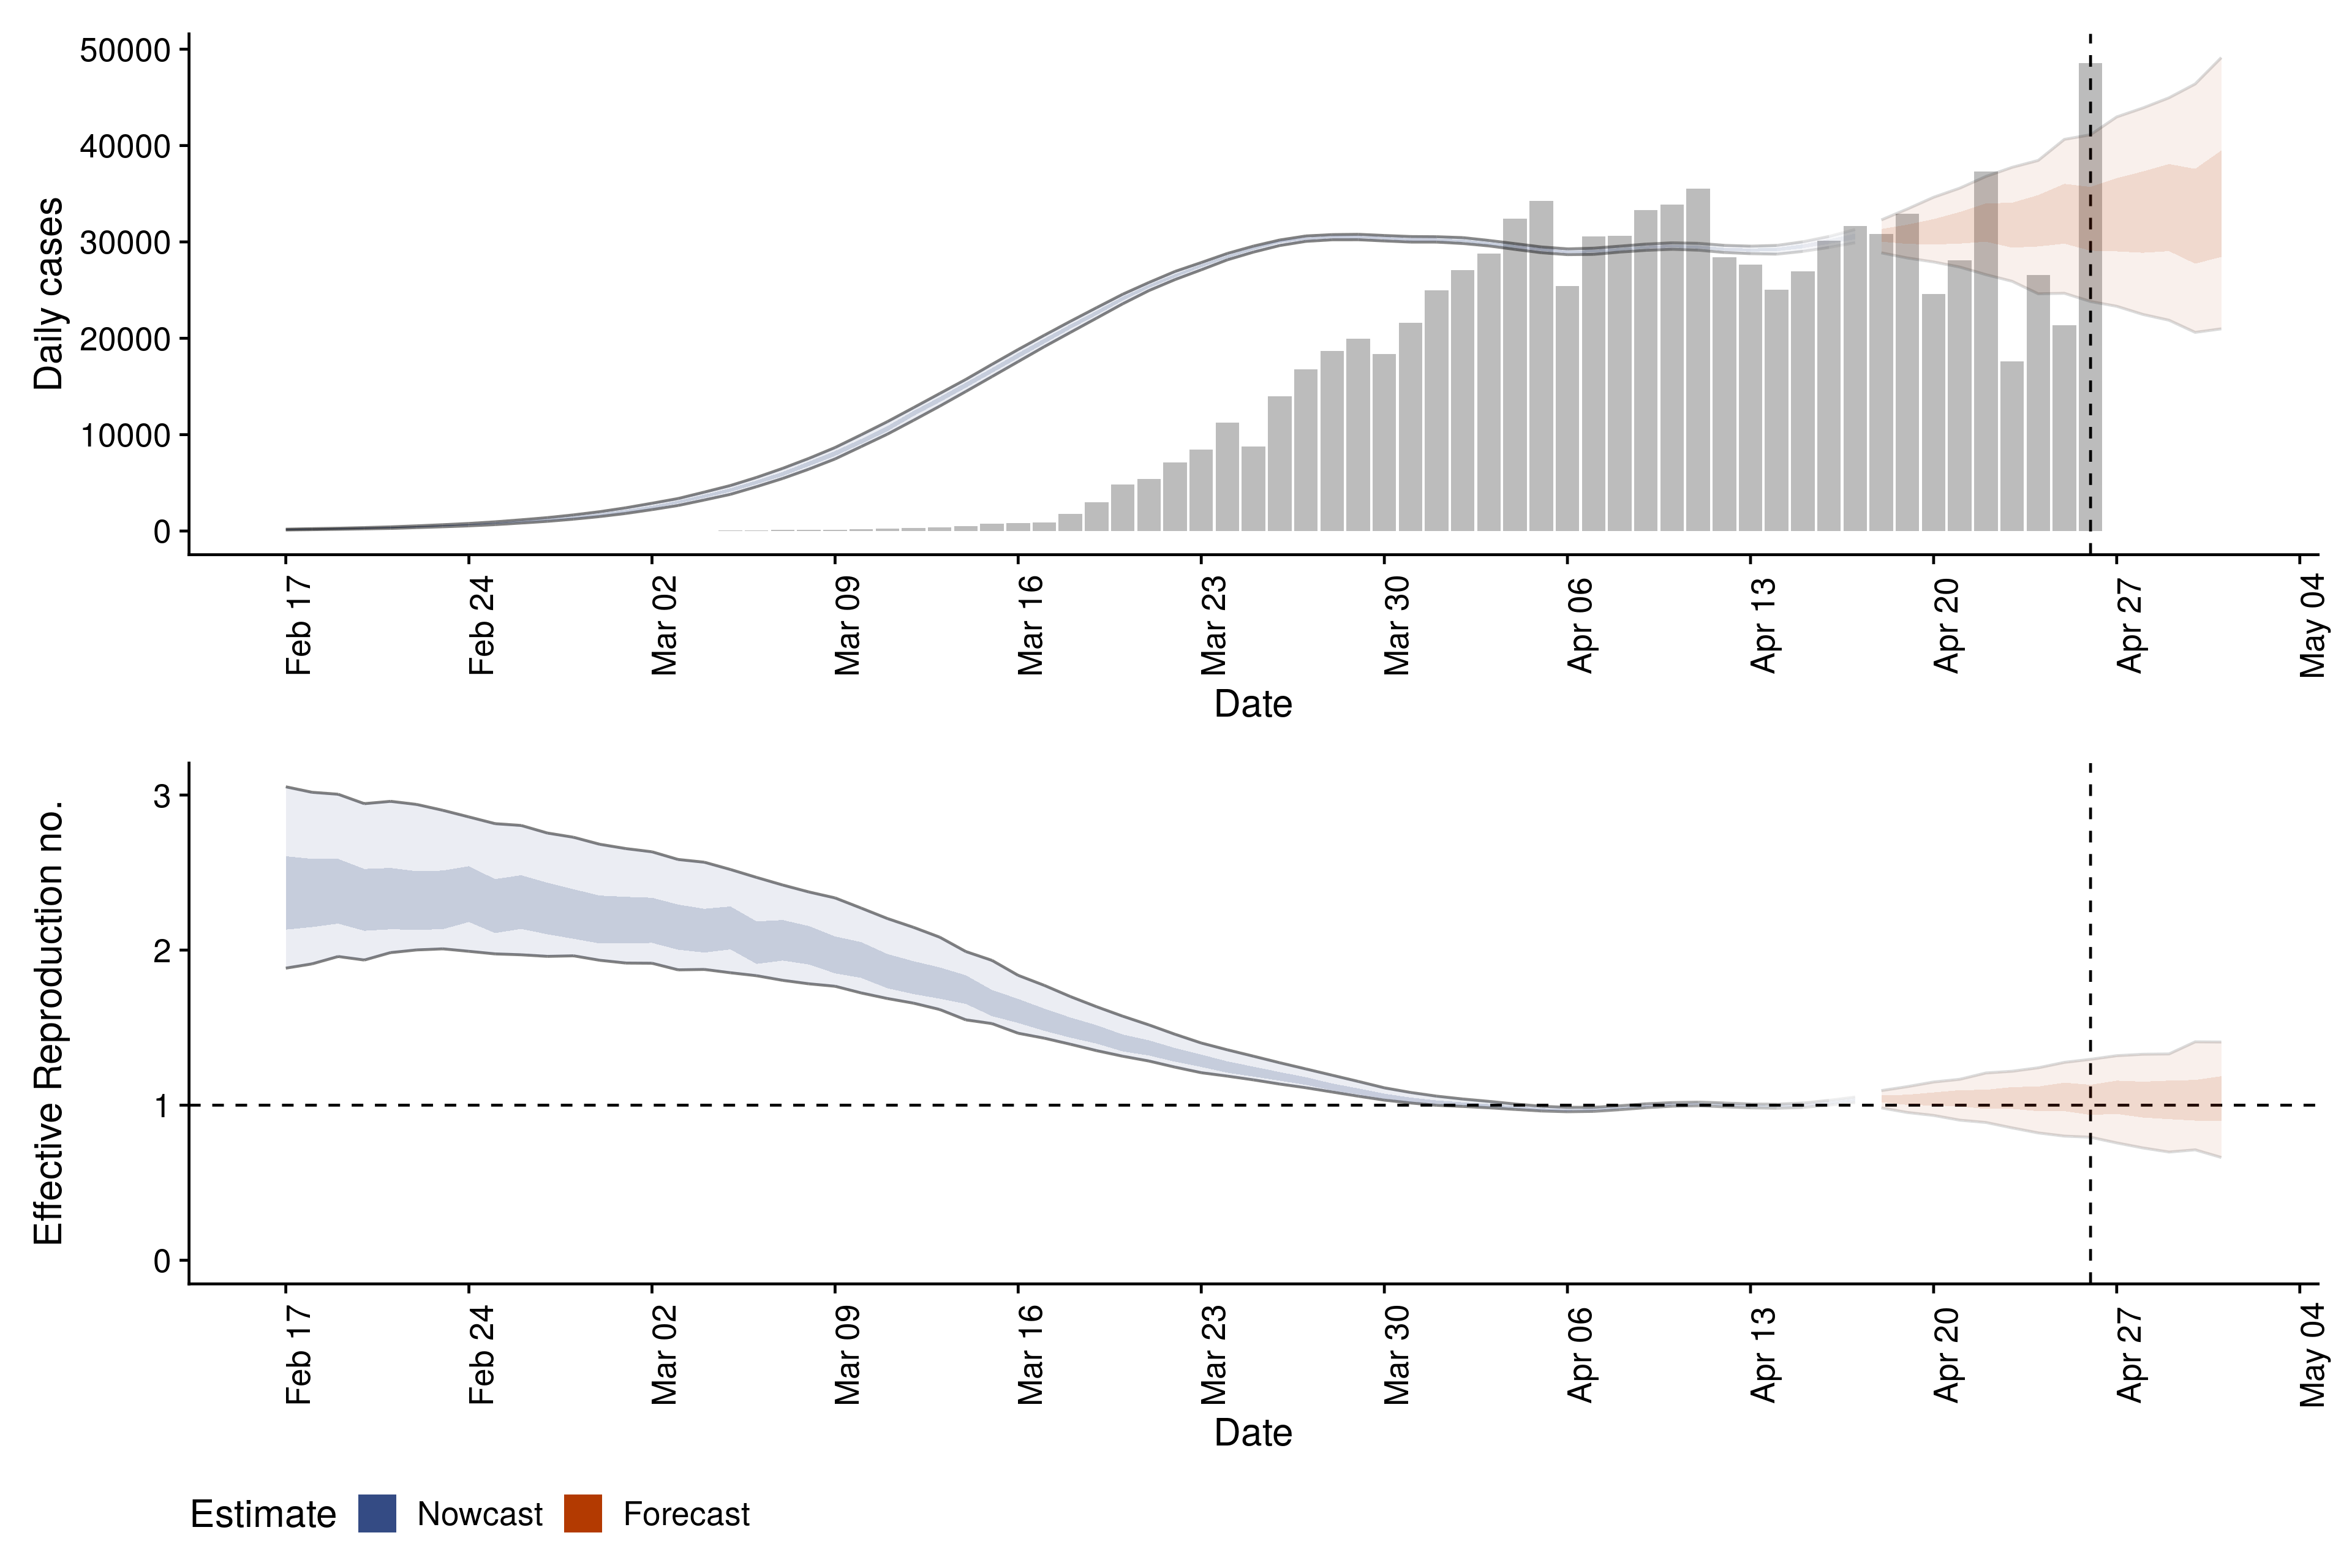 Daily cases
50000
40000
30000
20000
10000
0
Feb 17
Feb 24
Mar 02
Mar 09
Mar 16
Mar 23
Mar 30
Apr 06
Apr 13
Apr 20
Apr 27
May 04
Date
Effective Reproduction no.
3
2
1
0
Feb 17
Feb 24
Mar 02
Mar 09
Mar 16
Mar 23
Mar 30
Apr 06
Apr 13
Apr 20
Apr 27
May 04
Date
Estimate Nowcast Forecast